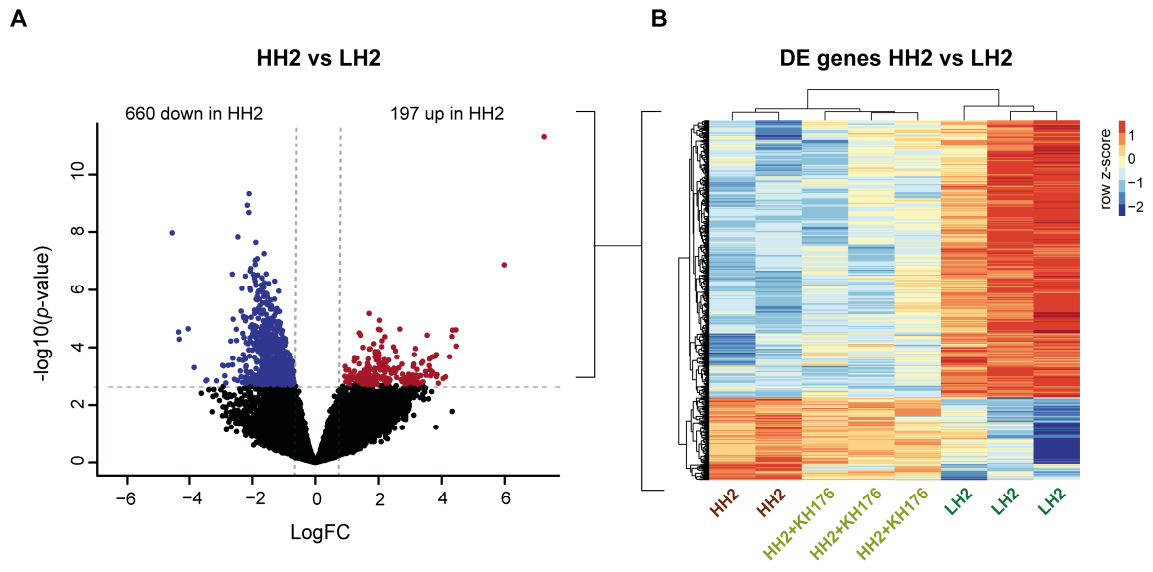 A
HH2 vs LH2
660 down in HH2
197 up in HH2
-log10(p-value)
10
8
6
4
2
0
−6
−4
−2
0
2
4
6
LogFC
B
DE genes HH2 vs LH2
row z-score
1
0
−1
−2
HH2
HH2
HH2+KH176
HH2+KH176
HH2+KH176
LH2
LH2
LH2